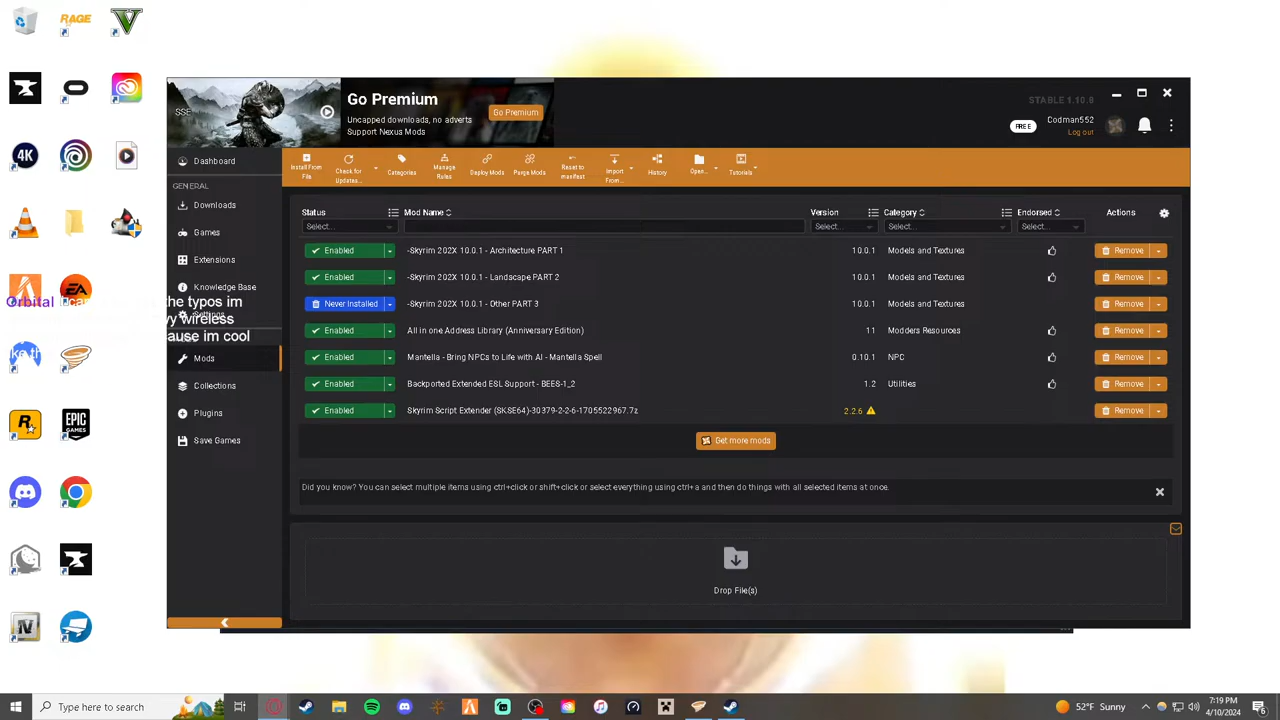 RAGE
SSE
Go Premium
Uncapped downloads, no adverts
Support Nexus Mods
Go Premium
STABLE 1.10.8
FREE
Codman552
Log out
Dashboard
GENERAL
Downloads
Games
Extensions
Knowledge Base
Settings
Mods
Collections
Plugins
Save Games
Install From File
Check for Updates...
Categories
Manage Rules
Deploy Mods
Purge Mods
Reset to manifest
Import From...
History
Open...
Tutorials
Status Mod Name Version Category Endorsed Actions
Select... Select... Select... Select...
Enabled -Skyrim 202X 10.0.1 - Architecture PART 1 10.0.1 Models and Textures Remove
Enabled -Skyrim 202X 10.0.1 - Landscape PART 2 10.0.1 Models and Textures Remove
Never Installed -Skyrim 202X 10.0.1 - Other PART 3 10.0.1 Models and Textures Remove
Enabled All in one Address Library (Anniversary Edition) 11 Modders Resources Remove
Enabled Mantella - Bring NPCs to Life with AI - Mantella Spell 0.10.1 NPC Remove
Enabled Backported Extended ESL Support - BEES-1_2 1.2 Utilities Remove
Enabled Skyrim Script Extender (SKSE64)-30379-2-2-6-1705522967.7z 2.2.6 Remove
Get more mods
Did you know? You can select multiple items using ctrl+click or shift+click or select everything using ctrl+a and then do things with all selected items at once.
Drop File(s)
Orbital
the typos im
wireless
cause im cool
4K
EA
EPIC
GAMES
Type here to search
52°F Sunny
7:19 PM
4/10/2024
6